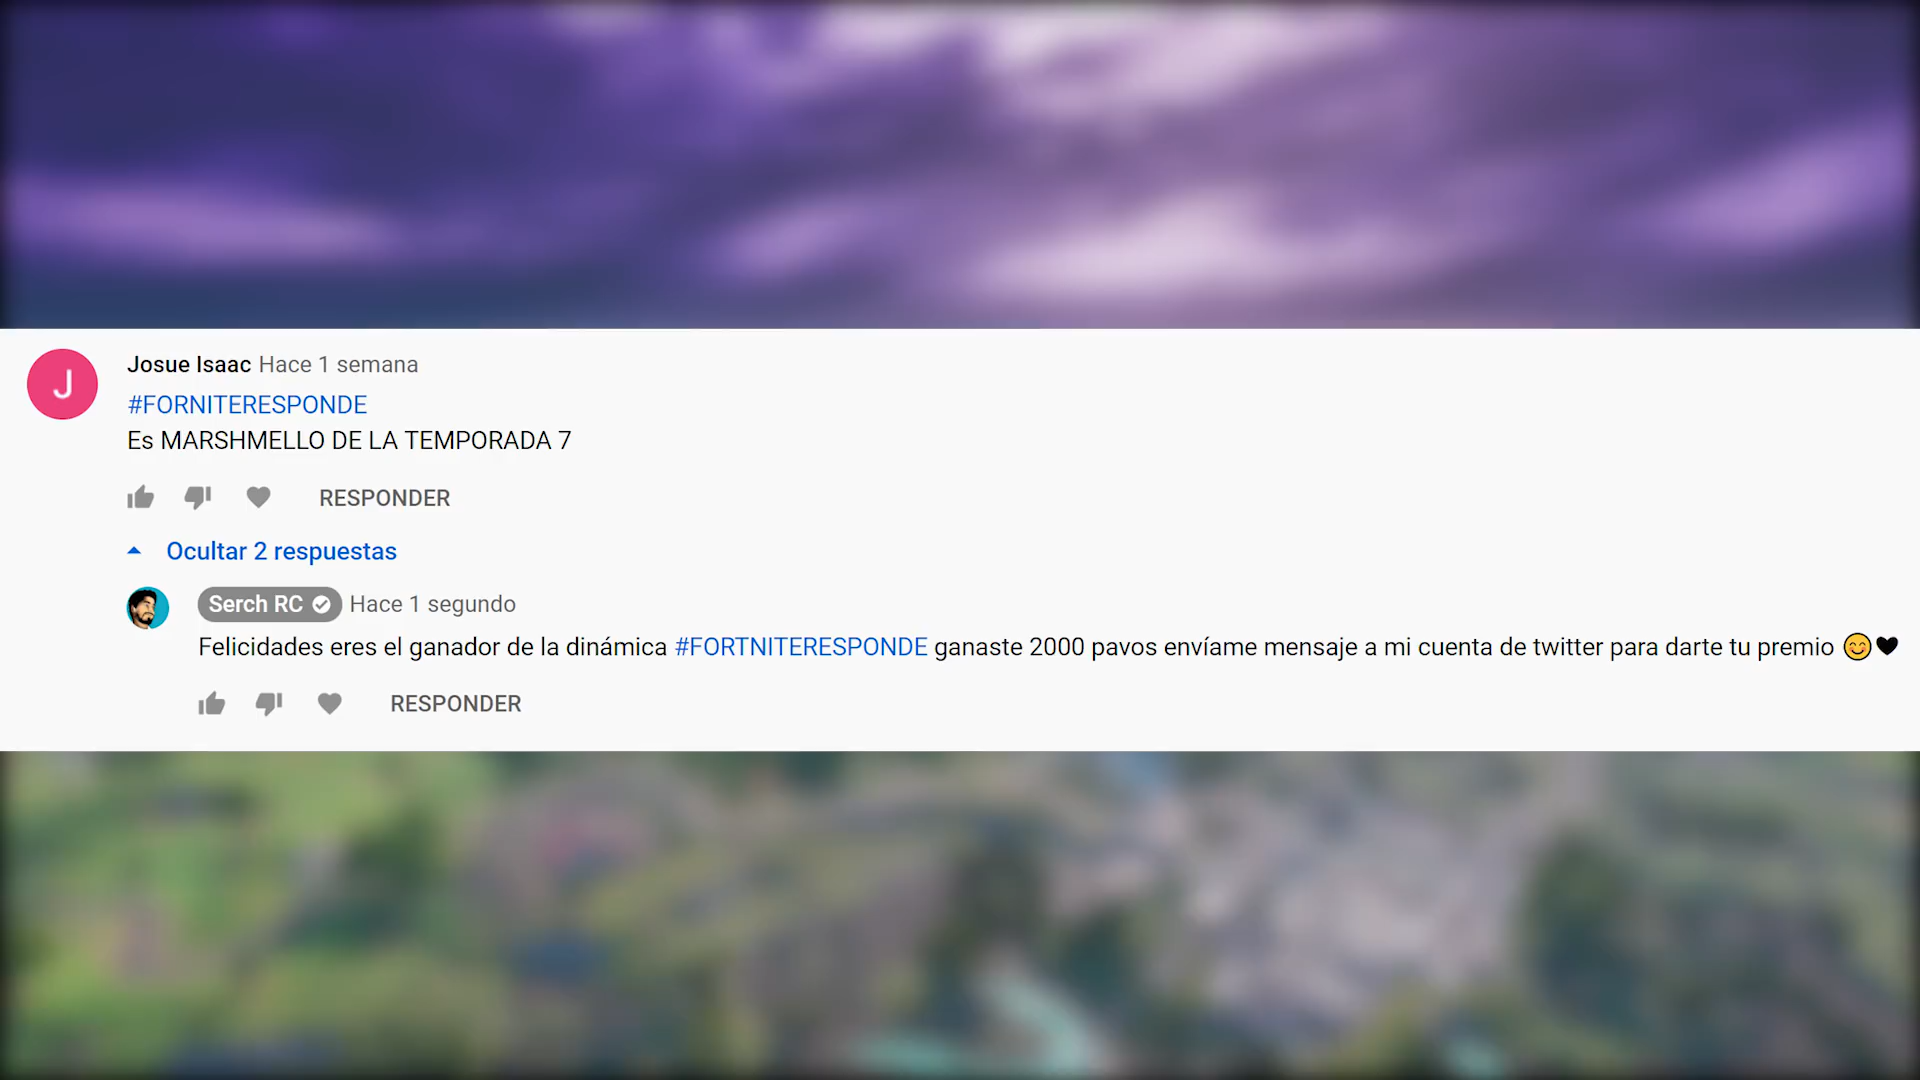 J
Josue Isaac Hace 1 semana
#FORNITERESPONDE
Es MARSHMELLO DE LA TEMPORADA 7
RESPONDER
Ocultar 2 respuestas
Serch RC Hace 1 segundo
Felicidades eres el ganador de la dinámica #FORTNITERESPONDE ganaste 2000 pavos envíame mensaje a mi cuenta de twitter para darte tu premio 😊🖤
RESPONDER